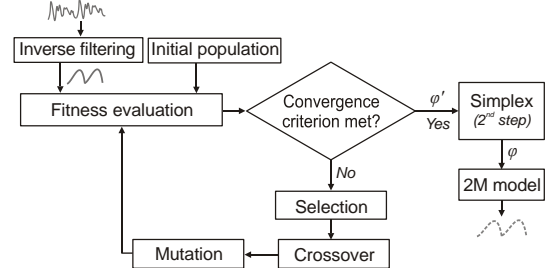 Inverse filtering
Initial population
Fitness evaluation
Convergence
criterion met?
φ′
Yes
Simplex
(2nd step)
φ
No
2M model
Selection
Mutation
Crossover